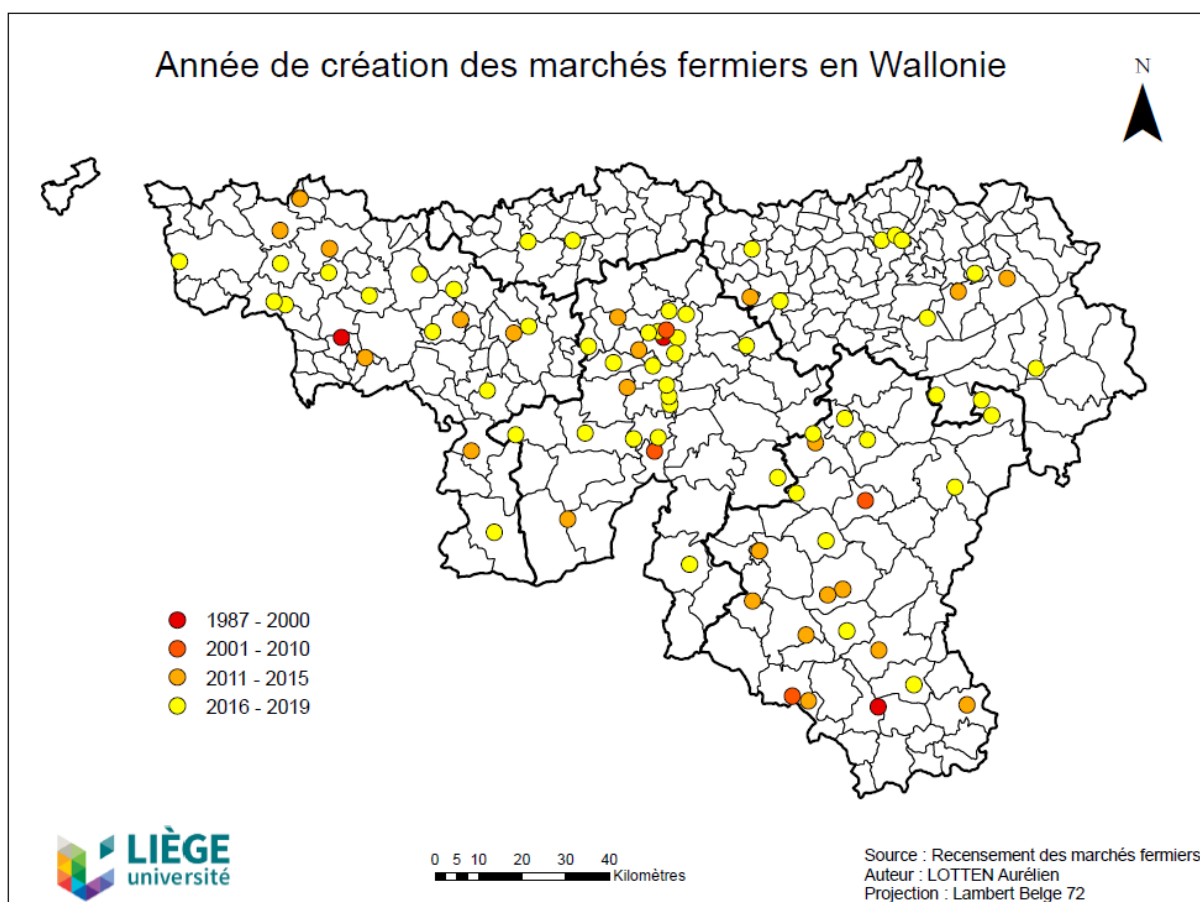 Année de création des marchés fermiers en Wallonie
N
1987 - 2000
2001 - 2010
2011 - 2015
2016 - 2019
LIÈGE
université
0 5 10 20 30 40
Kilomètres
Source : Recensement des marchés fermiers
Auteur : LOTTEN Aurélien
Projection : Lambert Belge 72